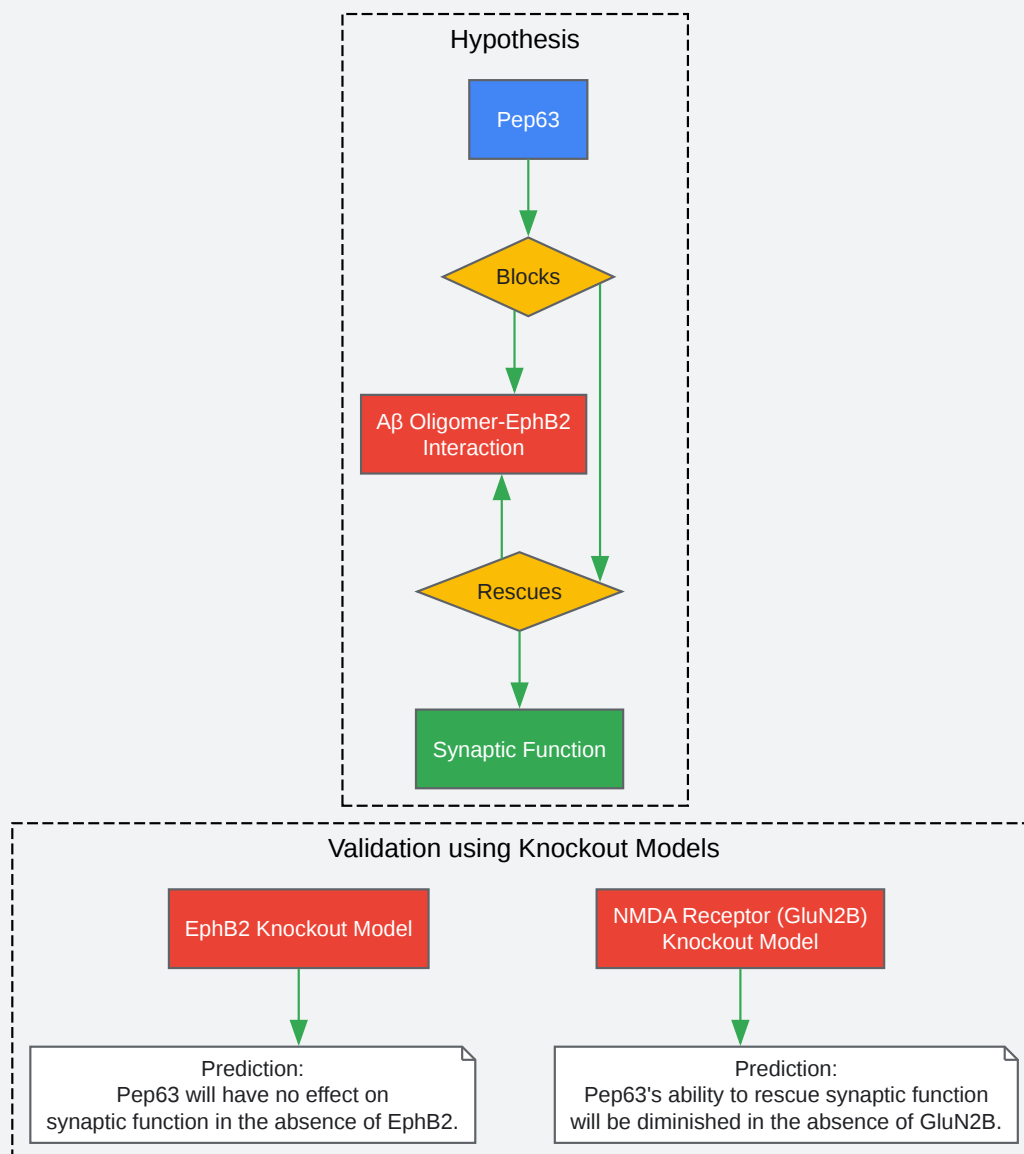 Hypothesis
Pep63
Blocks
Aβ Oligomer-EphB2
Interaction
Rescues
Synaptic Function
Validation using Knockout Models
EphB2 Knockout Model
NMDA Receptor (GluN2B)
Knockout Model
Prediction:
Pep63 will have no effect on
synaptic function in the absence of EphB2.
Prediction:
Pep63's ability to rescue synaptic function
will be diminished in the absence of GluN2B.